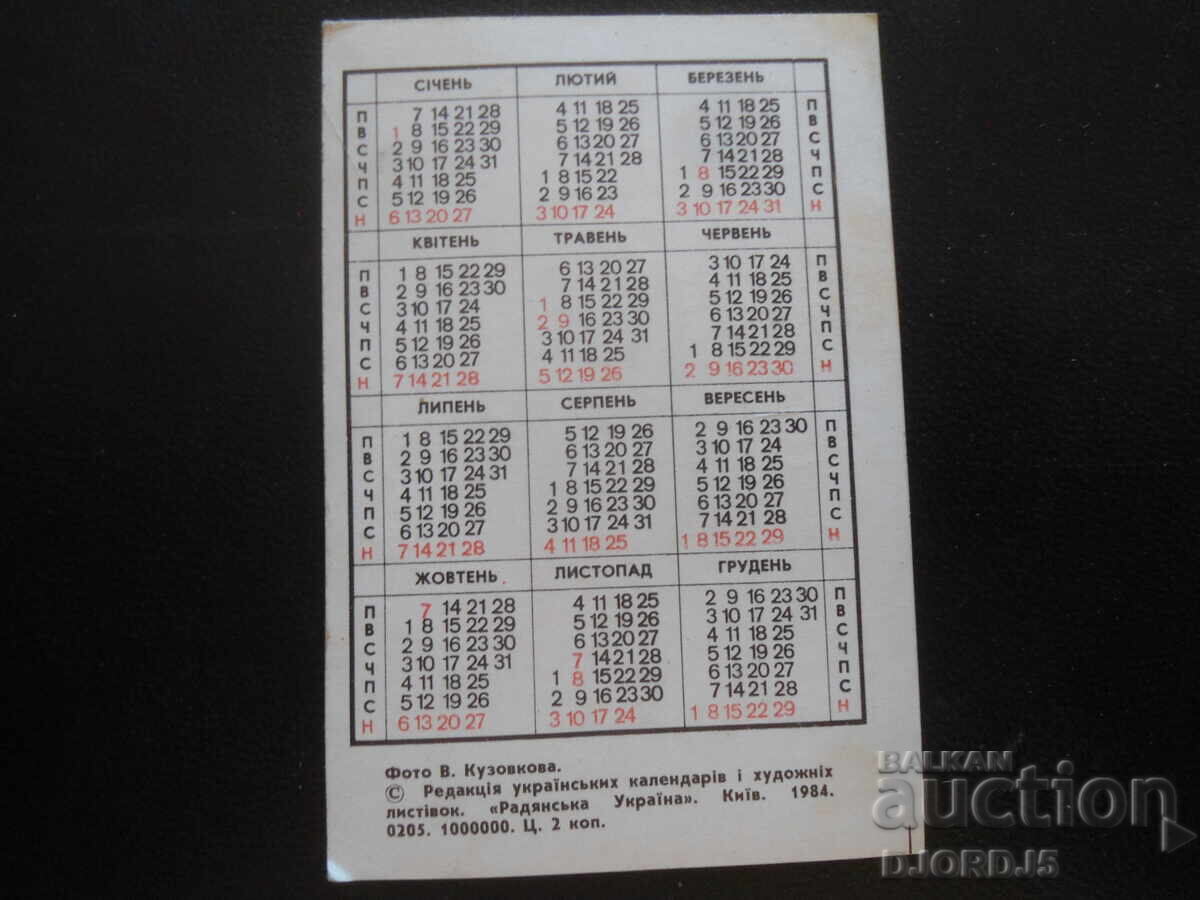 СІЧЕНЬ ЛЮТИЙ БЕРЕЗЕНЬ
П 7 14 21 28 4 11 18 25 4 11 18 25 П
В 1 8 15 22 29 5 12 19 26 5 12 19 26 В
С 2 9 16 23 30 6 13 20 27 6 13 20 27 С
Ч 3 10 17 24 31 7 14 21 28 7 14 21 28 Ч
П 4 11 18 25 1 8 15 22 1 8 15 22 29 П
С 5 12 19 26 2 9 16 23 2 9 16 23 30 С
Н 6 13 20 27 3 10 17 24 3 10 17 24 31 Н
КВІТЕНЬ ТРАВЕНЬ ЧЕРВЕНЬ
П 1 8 15 22 29 6 13 20 27 3 10 17 24 П
В 2 9 16 23 30 7 14 21 28 4 11 18 25 В
С 3 10 17 24 1 8 15 22 29 5 12 19 26 С
Ч 4 11 18 25 2 9 16 23 30 6 13 20 27 Ч
П 5 12 19 26 3 10 17 24 31 7 14 21 28 П
С 6 13 20 27 4 11 18 25 1 8 15 22 29 С
Н 7 14 21 28 5 12 19 26 2 9 16 23 30 Н
ЛИПЕНЬ СЕРПЕНЬ ВЕРЕСЕНЬ
П 1 8 15 22 29 5 12 19 26 2 9 16 23 30 П
В 2 9 16 23 30 6 13 20 27 3 10 17 24 В
С 3 10 17 24 31 7 14 21 28 4 11 18 25 С
Ч 4 11 18 25 1 8 15 22 29 5 12 19 26 Ч
П 5 12 19 26 2 9 16 23 30 6 13 20 27 П
С 6 13 20 27 3 10 17 24 31 7 14 21 28 С
Н 7 14 21 28 4 11 18 25 1 8 15 22 29 Н
ЖОВТЕНЬ ЛИСТОПАД ГРУДЕНЬ
П 7 14 21 28 4 11 18 25 2 9 16 23 30 П
В 1 8 15 22 29 5 12 19 26 3 10 17 24 31 В
С 2 9 16 23 30 6 13 20 27 4 11 18 25 С
Ч 3 10 17 24 31 7 14 21 28 5 12 19 26 Ч
П 4 11 18 25 1 8 15 22 29 6 13 20 27 П
С 5 12 19 26 2 9 16 23 30 7 14 21 28 С
Н 6 13 20 27 3 10 17 24 1 8 15 22 29 Н
Фото В. Кузовкова.
© Редакція українських календарів і художніх
листівок. «Радянська Україна». Київ. 1984.
0205. 1000000. Ц. 2 коп.
BALKAN
auction
DJORDJ5